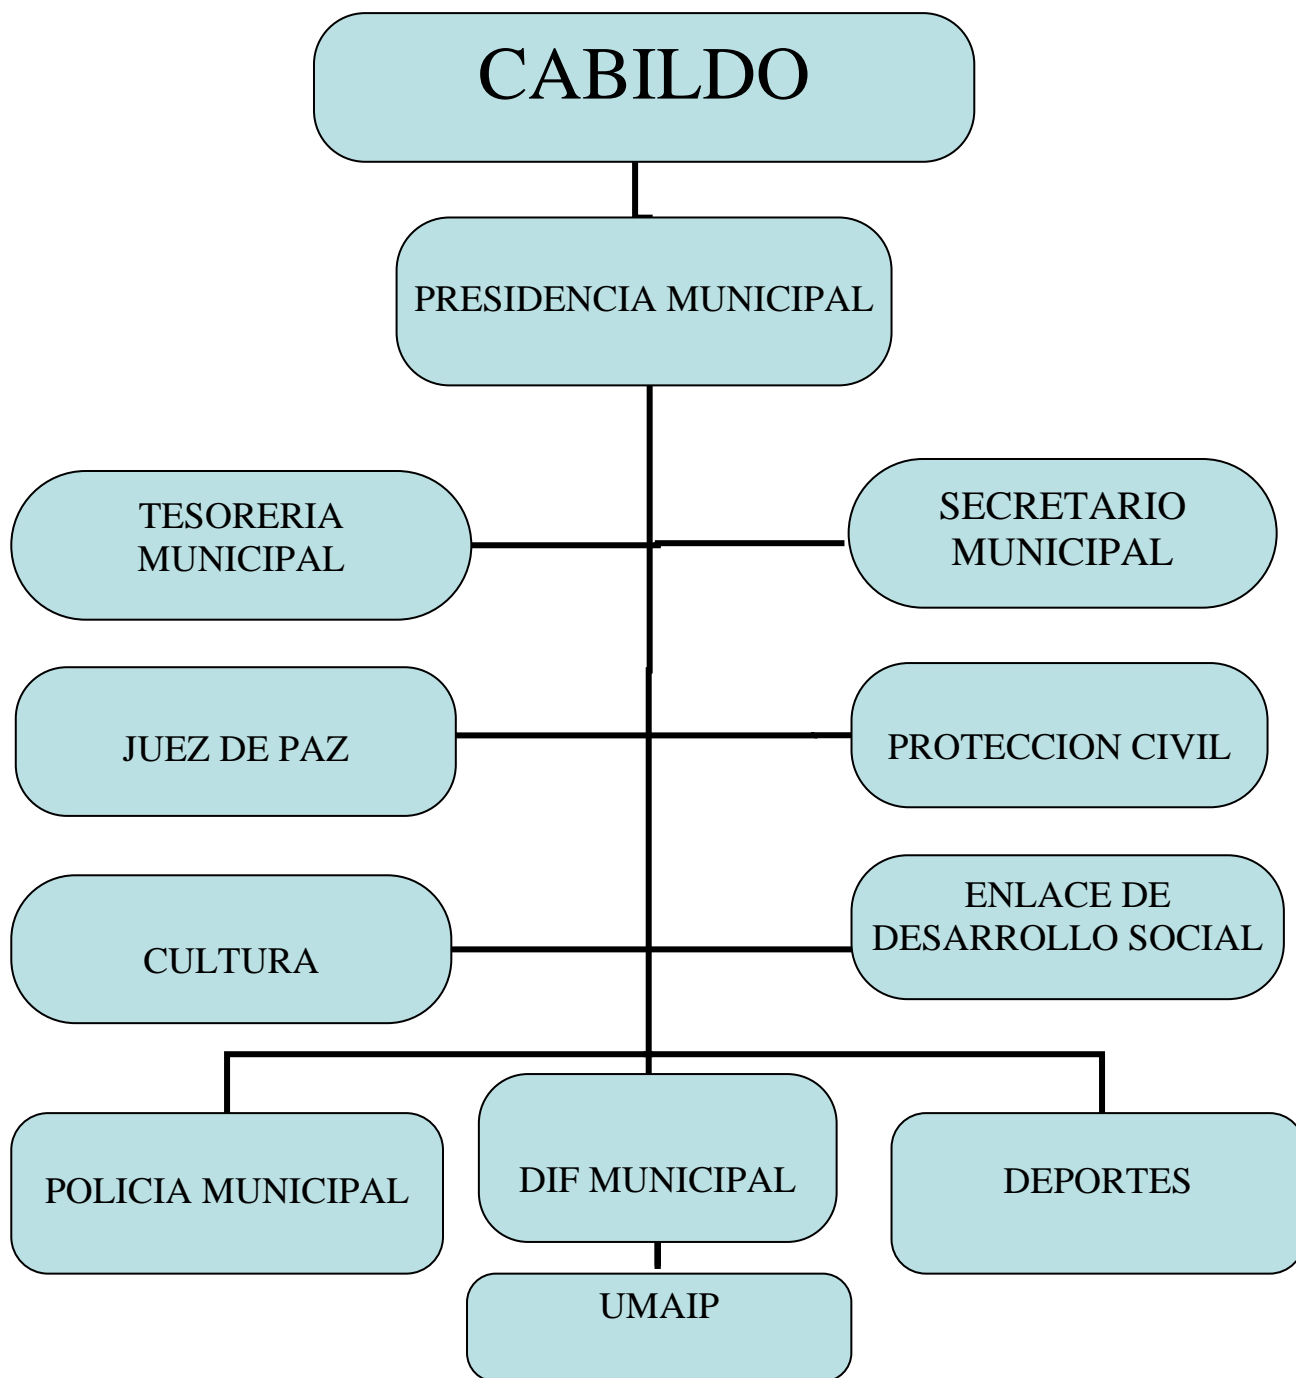 CABILDO
PRESIDENCIA MUNICIPAL
TESORERIA
MUNICIPAL
SECRETARIO
MUNICIPAL
JUEZ DE PAZ
PROTECCION CIVIL
CULTURA
ENLACE DE
DESARROLLO SOCIAL
POLICIA MUNICIPAL
DIF MUNICIPAL
DEPORTES
UMAIP